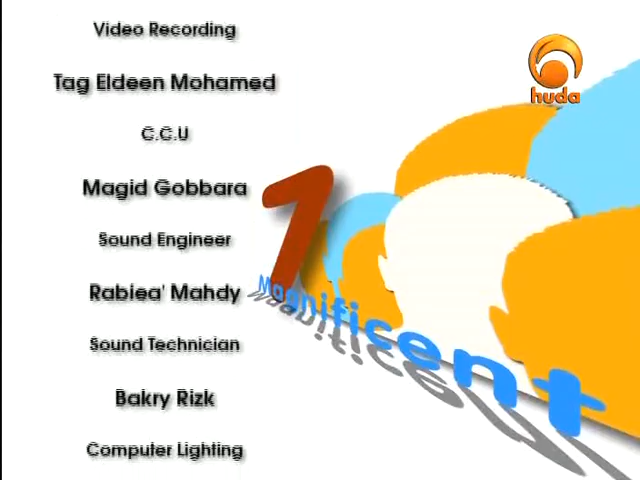 Video Recording
Tag Eldeen Mohamed
C.C.U
Magid Gobbara
Sound Engineer
Rabiea' Mahdy
Sound Technician
Bakry Rizk
Computer Lighting
huda
1
Magnificent